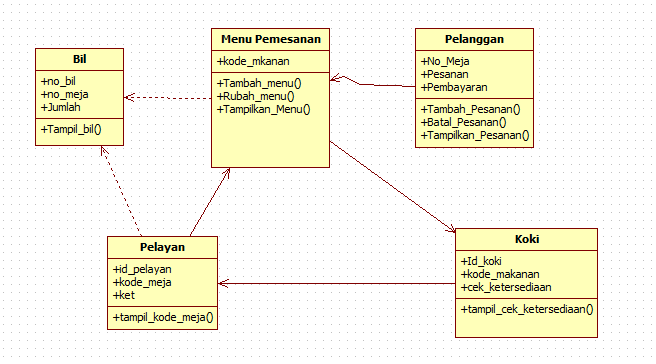 Bil
+no_bil
+no_meja
+Jumlah
+Tampil_bil()
Menu Pemesanan
+kode_mkanan
+Tambah_menu()
+Rubah_menu()
+Tampilkan_Menu()
Pelanggan
+No_Meja
+Pesanan
+Pembayaran
+Tambah_Pesanan()
+Batal_Pesanan()
+Tampilkan_Pesanan()
Pelayan
+id_pelayan
+kode_meja
+ket
+tampil_kode_meja()
Koki
+Id_koki
+kode_makanan
+cek_ketersediaan
+tampil_cek_ketersediaan()